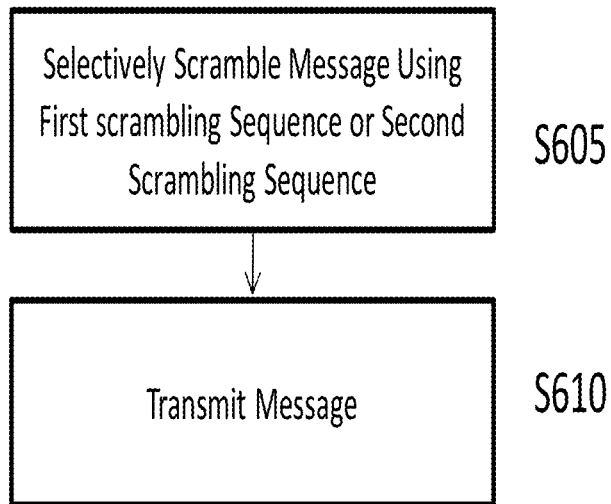 Selectively Scramble Message Using
First scrambling Sequence or Second
Scrambling Sequence
S605
Transmit Message
S610